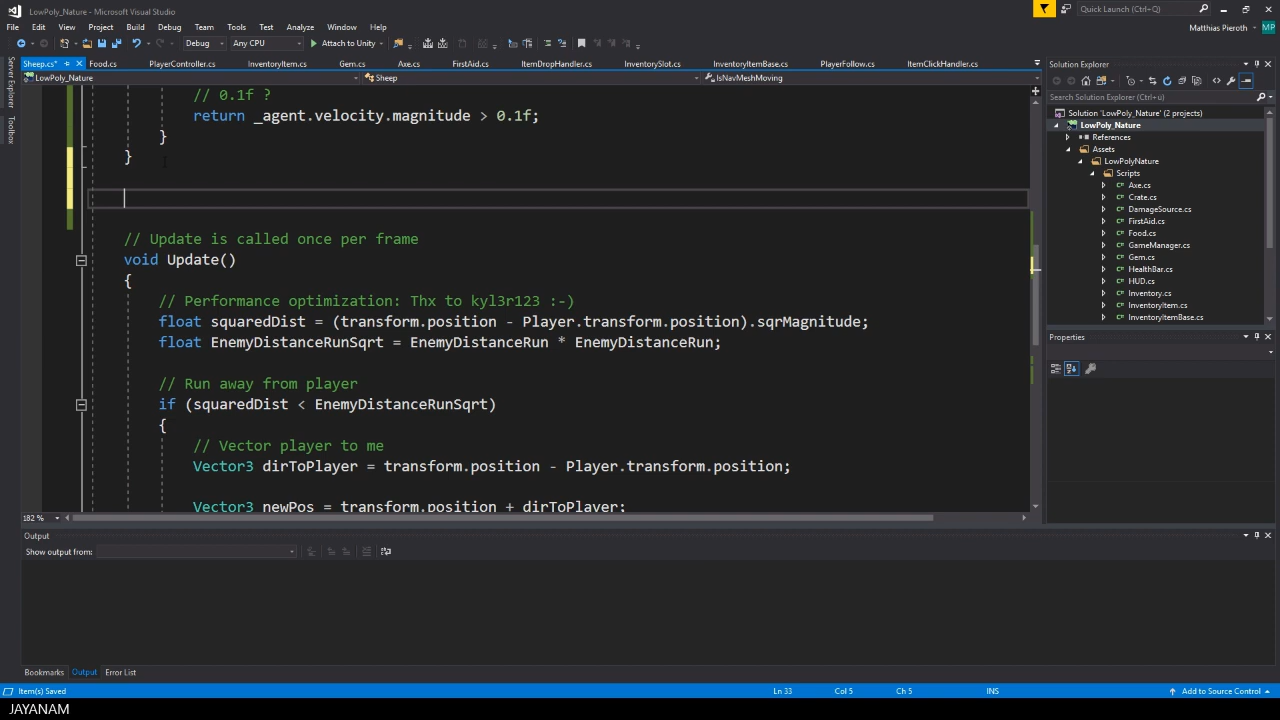 LowPoly_Nature - Microsoft Visual Studio
Quick Launch (Ctrl+Q)
File Edit View Project Build Debug Team Tools Test Analyze Window Help
Matthias Pieroth MP
Debug Any CPU Attach to Unity
Sheep.cs* Food.cs PlayerController.cs InventoryItem.cs Gem.cs Axe.cs FirstAid.cs ItemDropHandler.cs InventorySlot.cs InventoryItemBase.cs PlayerFollow.cs ItemClickHandler.cs
LowPoly_Nature Sheep IsNavMeshMoving
Server Explorer
Toolbox
// 0.1f ?
return _agent.velocity.magnitude > 0.1f;
}
}
// Update is called once per frame
void Update()
{
// Performance optimization: Thx to kyl3r123 :-)
float squaredDist = (transform.position - Player.transform.position).sqrMagnitude;
float EnemyDistanceRunSqrt = EnemyDistanceRun * EnemyDistanceRun;
// Run away from player
if (squaredDist < EnemyDistanceRunSqrt)
{
// Vector player to me
Vector3 dirToPlayer = transform.position - Player.transform.position;
Vector3 newPos = transform.position + dirToPlayer;
182 %
Solution Explorer
Search Solution Explorer (Ctrl+ü)
Solution 'LowPoly_Nature' (2 projects)
LowPoly_Nature
References
Assets
LowPolyNature
Scripts
Axe.cs
Crate.cs
DamageSource.cs
FirstAid.cs
Food.cs
GameManager.cs
Gem.cs
HealthBar.cs
HUD.cs
Inventory.cs
InventoryItem.cs
InventoryItemBase.cs
Properties
Output
Show output from:
Bookmarks Output Error List
Item(s) Saved Ln 33 Col 5 Ch 5 INS Add to Source Control
JAYANAM